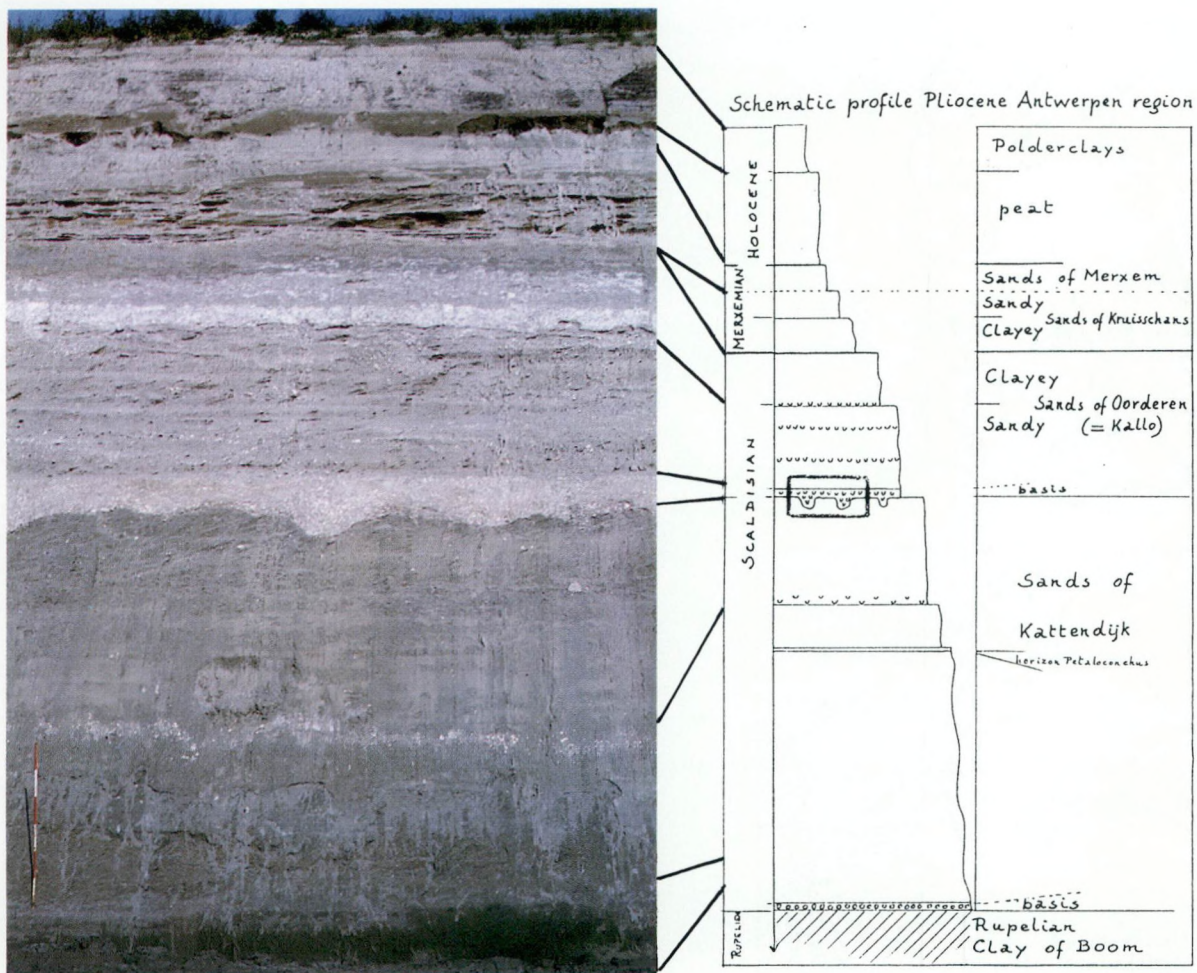 Schematic profile Pliocene Antwerpen region
HOLOCENE
Polderclays
peat
MERXEMIAN
Sands of Merxem
Sandy
Sands of Kruisschans
Clayey
SCALDISIAN
Clayey
Sands of Oorderen
Sandy (= Kallo)
basis
Sands of
Kattendijk
horizon Petaloconchus
basis
RUPELIAN
Rupelian
Clay of Boom